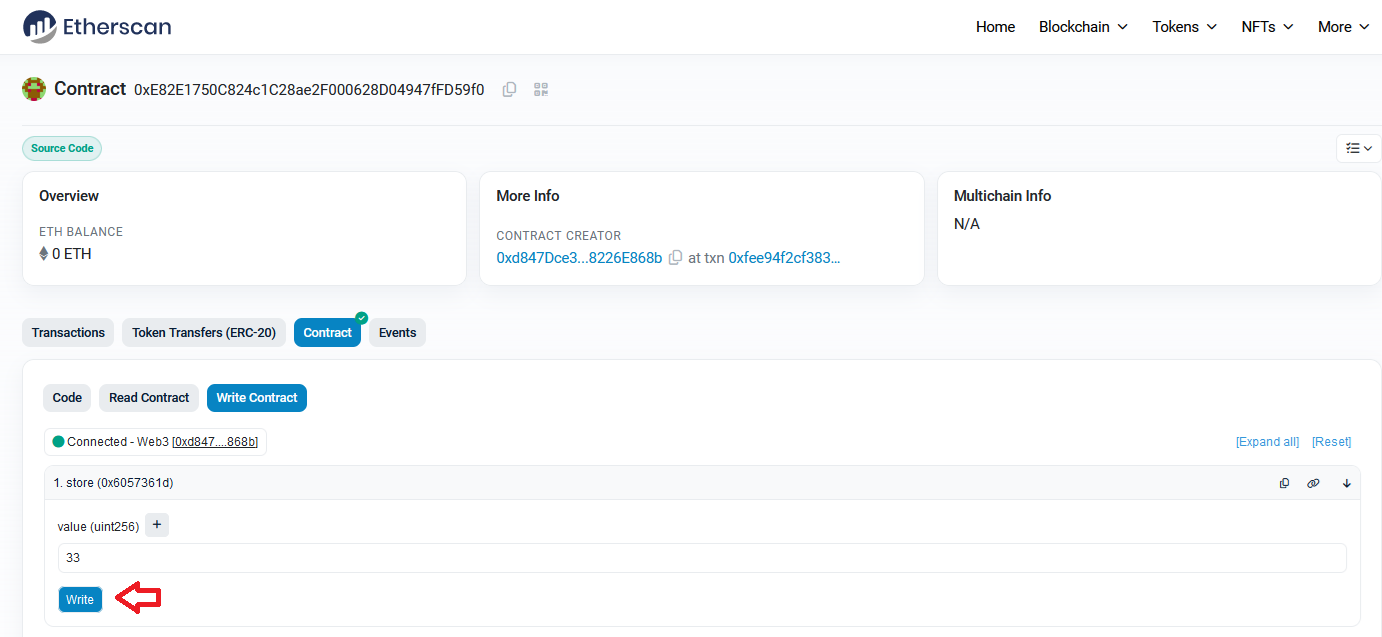 Etherscan
Home Blockchain Tokens NFTs More
Contract 0xE82E1750C824c1C28ae2F000628D04947fFD59f0
Source Code
Overview
ETH BALANCE
0 ETH
More Info
CONTRACT CREATOR
0xd847Dce3...8226E868b at txn 0xfee94f2cf383...
Multichain Info
N/A
Transactions Token Transfers (ERC-20) Contract Events
Code Read Contract Write Contract
Connected - Web3 [0xd847....868b]
[Expand all] [Reset]
1. store (0x6057361d)
value (uint256) +
33
Write